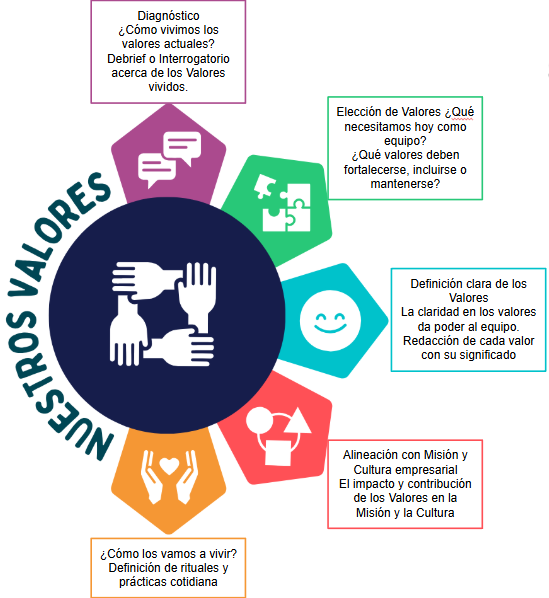 Diagnóstico
¿Cómo vivimos los
valores actuales?
Debrief o Interrogatorio
acerca de los Valores
vividos.
Elección de Valores ¿Qué
necesitamos hoy como
equipo?
¿Qué valores deben
fortalecerse, incluirse o
mantenerse?
NUESTROS VALORES
Definición clara de los
Valores
La claridad en los valores
da poder al equipo.
Redacción de cada valor
con su significado
Alineación con Misión y
Cultura empresarial
El impacto y contribución
de los Valores en la
Misión y la Cultura
¿Cómo los vamos a vivir?
Definición de rituales y
prácticas cotidiana